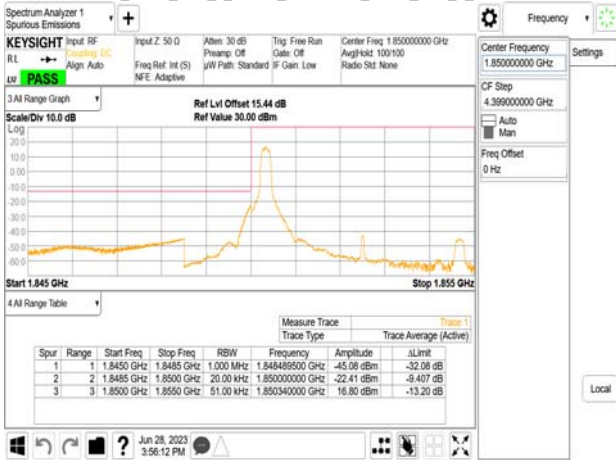 Spectrum Analyzer 1
Spurious Emissions
+
Frequency
KEYSIGHT
RL
LV PASS
Input: RF
Coupling: DC
Align: Auto
Input Z: 50 Ω
Freq Ref: Int (S)
NFE: Adaptive
Atten: 30 dB
Preamp: Off
µW Path: Standard
Trig: Free Run
Gate: Off
IF Gain: Low
Center Freq: 1.850000000 GHz
Avg|Hold: 100/100
Radio Std: None
Center Frequency
1.850000000 GHz
Settings
CF Step
4.399000000 GHz
Auto
Man
Freq Offset
0 Hz
Local
3 All Range Graph
Scale/Div 10.0 dB
Ref Lvl Offset 15.44 dB
Ref Value 30.00 dBm
Log
20.0
10.0
0.00
-10.0
-20.0
-30.0
-40.0
-50.0
-60.0
Start 1.845 GHz
Stop 1.855 GHz
4 All Range Table
Measure Trace Trace 1
Trace Type Trace Average (Active)
Spur Range Start Freq Stop Freq RBW Frequency Amplitude ΔLimit
1 1 1.8450 GHz 1.8485 GHz 1.000 MHz 1.848489500 GHz -45.08 dBm -32.08 dB
2 2 1.8485 GHz 1.8500 GHz 20.00 kHz 1.850000000 GHz -22.41 dBm -9.407 dB
3 3 1.8500 GHz 1.8550 GHz 51.00 kHz 1.850340000 GHz 16.80 dBm -13.20 dB
?
Jun 28, 2023
3:56:12 PM